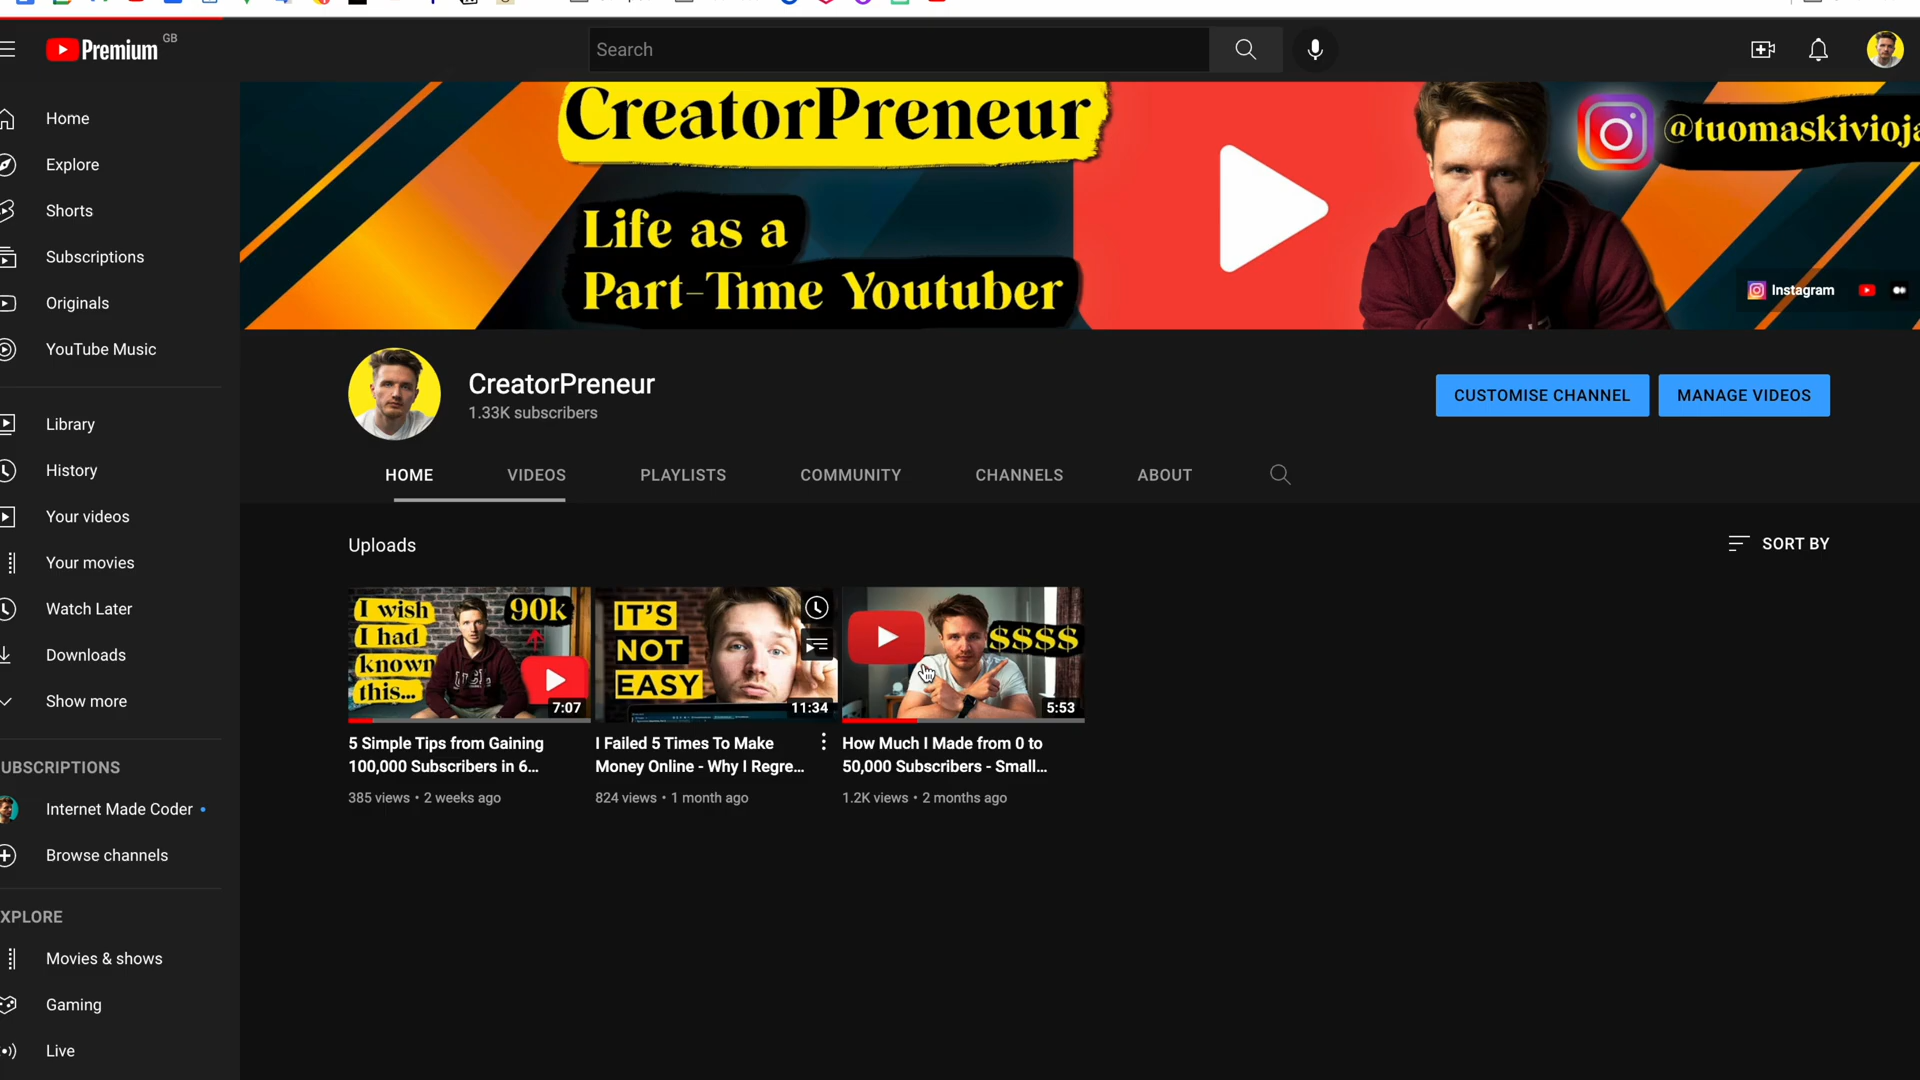 Premium
GB
Search
Home
Explore
Shorts
Subscriptions
Originals
YouTube Music
Library
History
Your videos
Your movies
Watch Later
Downloads
Show more
UBSCRIPTIONS
Internet Made Coder
Browse channels
XPLORE
Movies & shows
Gaming
Live
CreatorPreneur
Life as a
Part-Time Youtuber
@tuomaskivioja
Instagram
CreatorPreneur
1.33K subscribers
CUSTOMISE CHANNEL
MANAGE VIDEOS
HOME
VIDEOS
PLAYLISTS
COMMUNITY
CHANNELS
ABOUT
Uploads
SORT BY
I wish
I had
known
this...
90k
7:07
5 Simple Tips from Gaining
100,000 Subscribers in 6...
385 views • 2 weeks ago
IT'S
NOT
EASY
11:34
I Failed 5 Times To Make
Money Online - Why I Regre...
824 views • 1 month ago
$$$$
5:53
How Much I Made from 0 to
50,000 Subscribers - Small...
1.2K views • 2 months ago